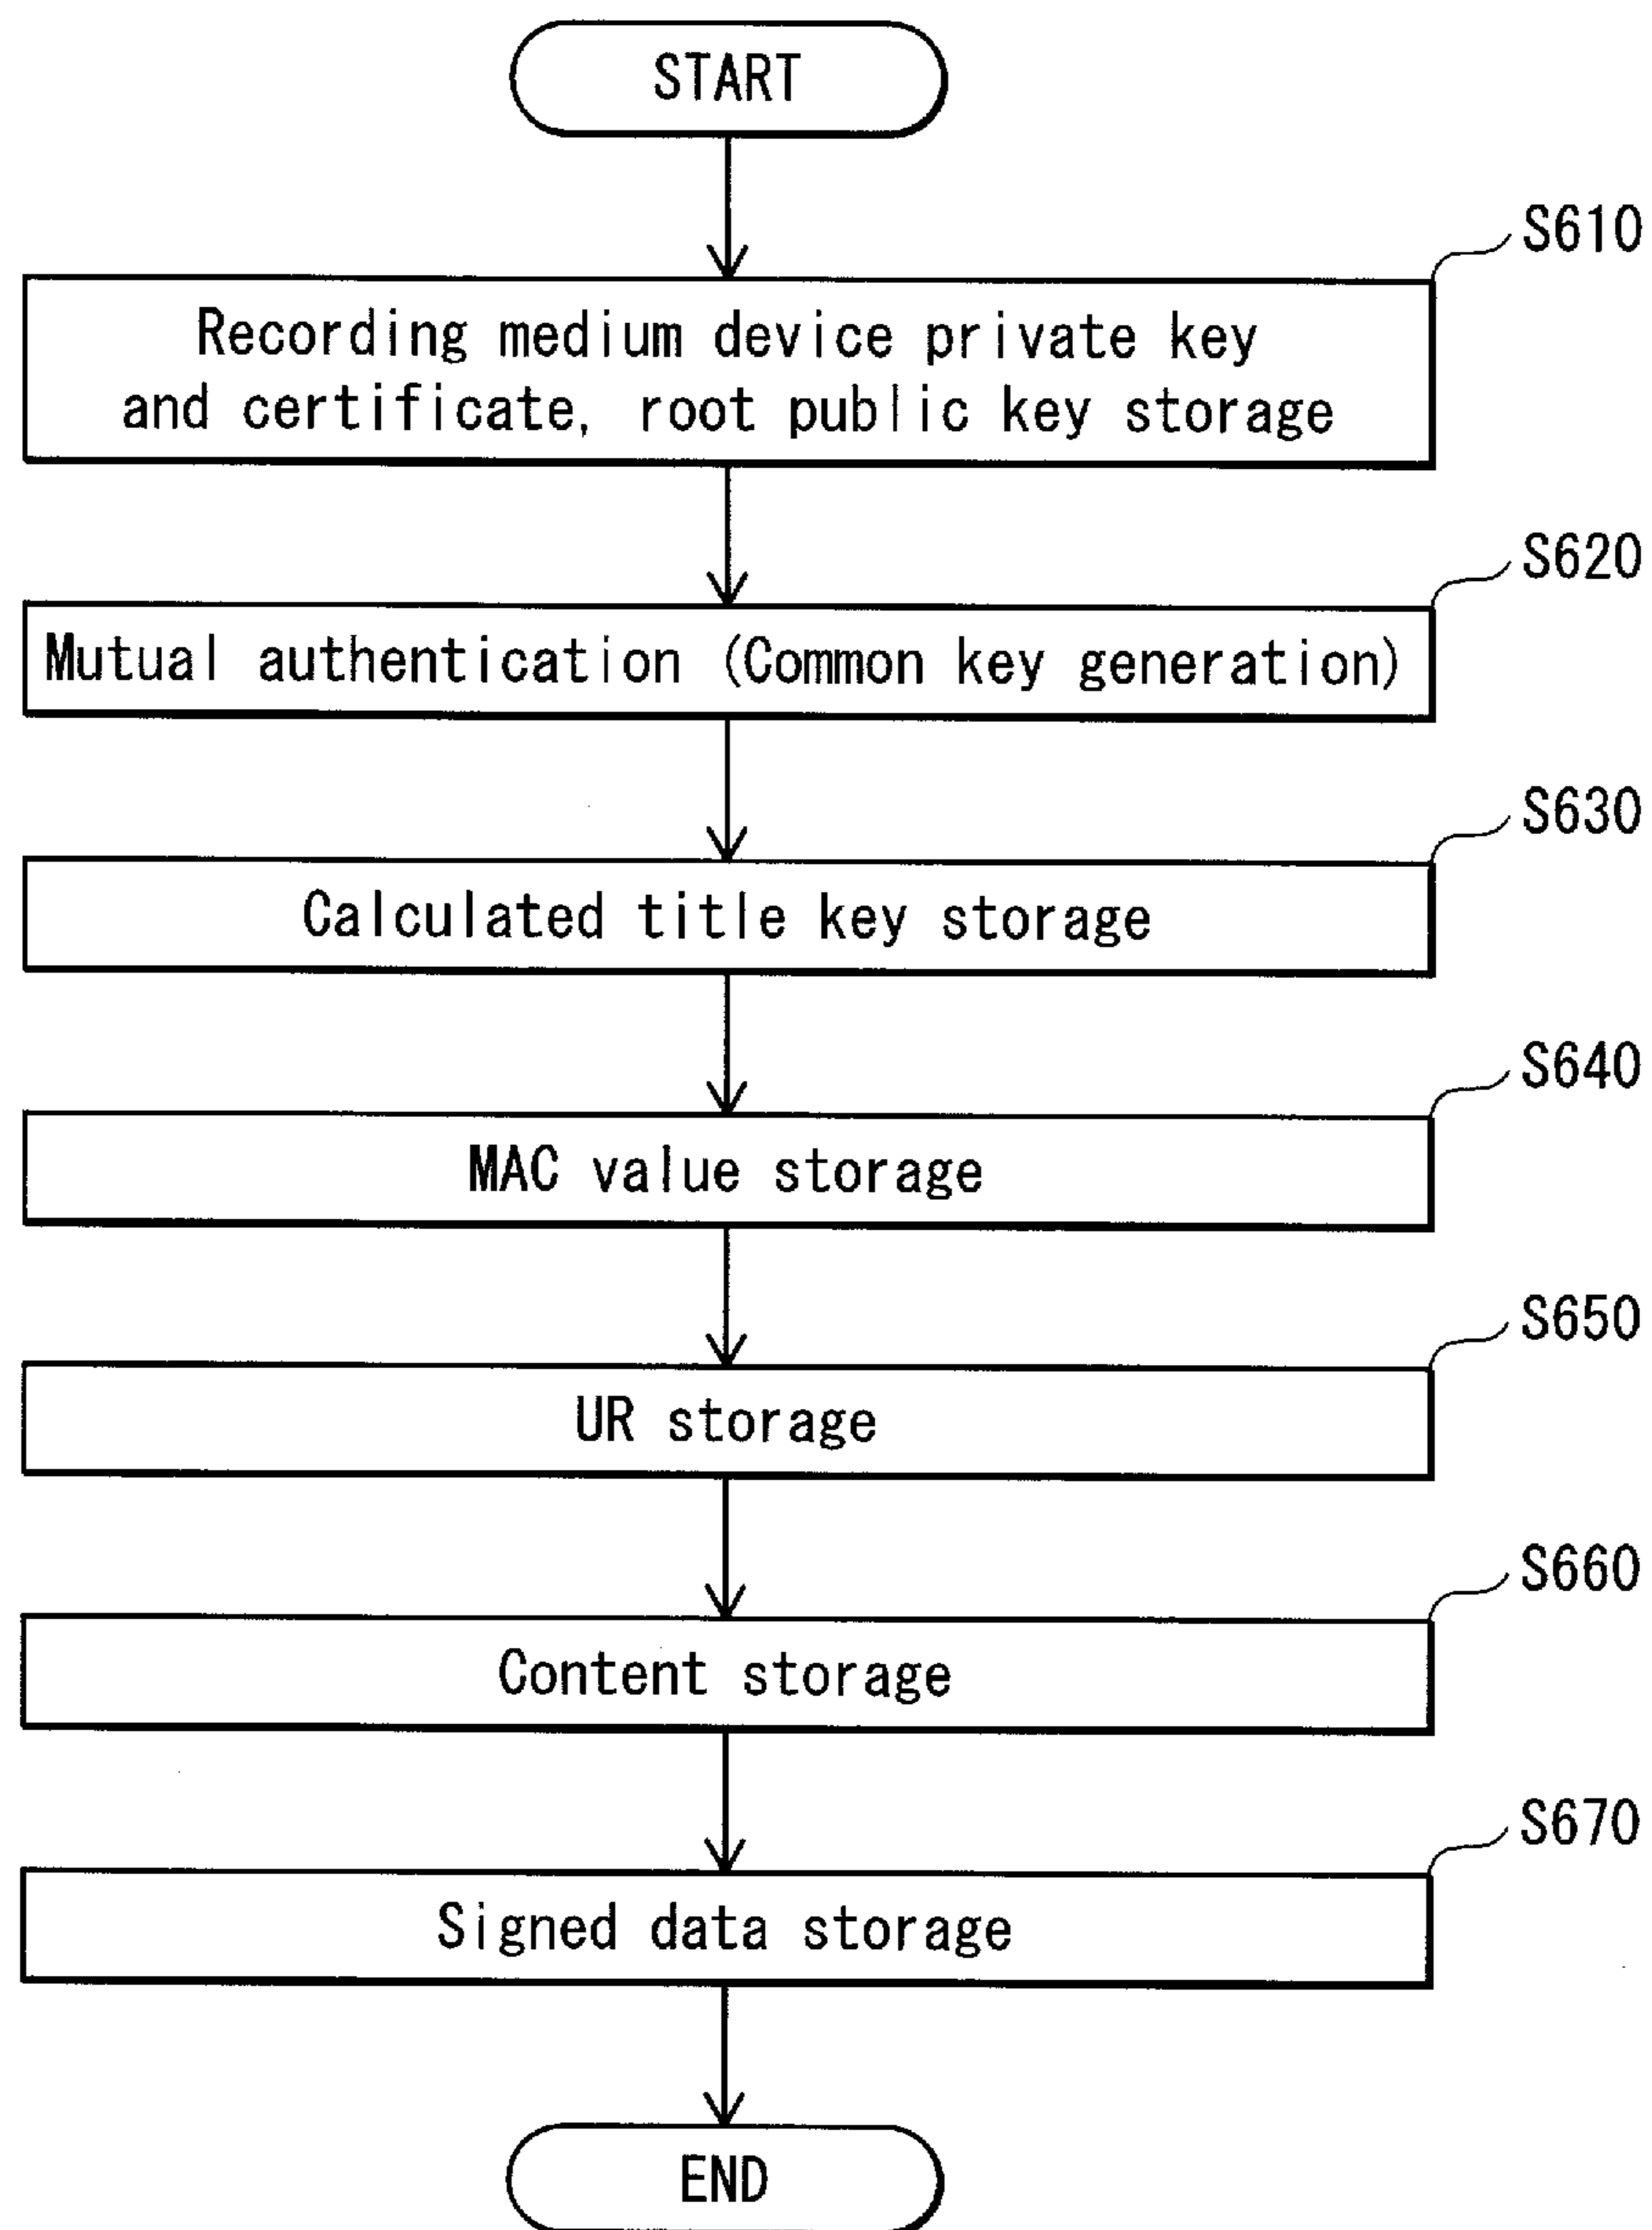 START
S610
Recording medium device private key
and certificate, root public key storage
S620
Mutual authentication (Common key generation)
S630
Calculated title key storage
S640
MAC value storage
S650
UR storage
S660
Content storage
S670
Signed data storage
END